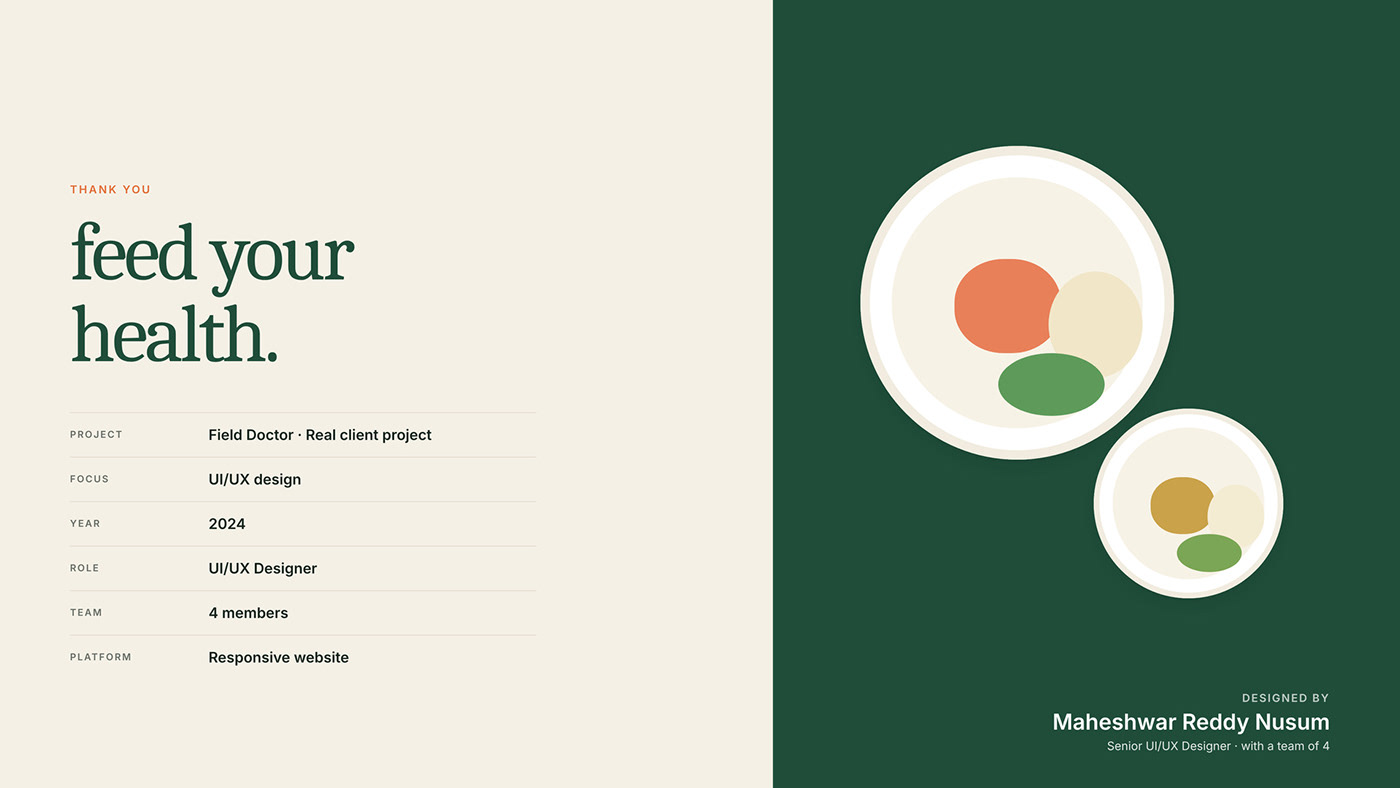 THANK YOU
feed your
health.
PROJECT Field Doctor · Real client project
FOCUS UI/UX design
YEAR 2024
ROLE UI/UX Designer
TEAM 4 members
PLATFORM Responsive website
DESIGNED BY
Maheshwar Reddy Nusum
Senior UI/UX Designer · with a team of 4